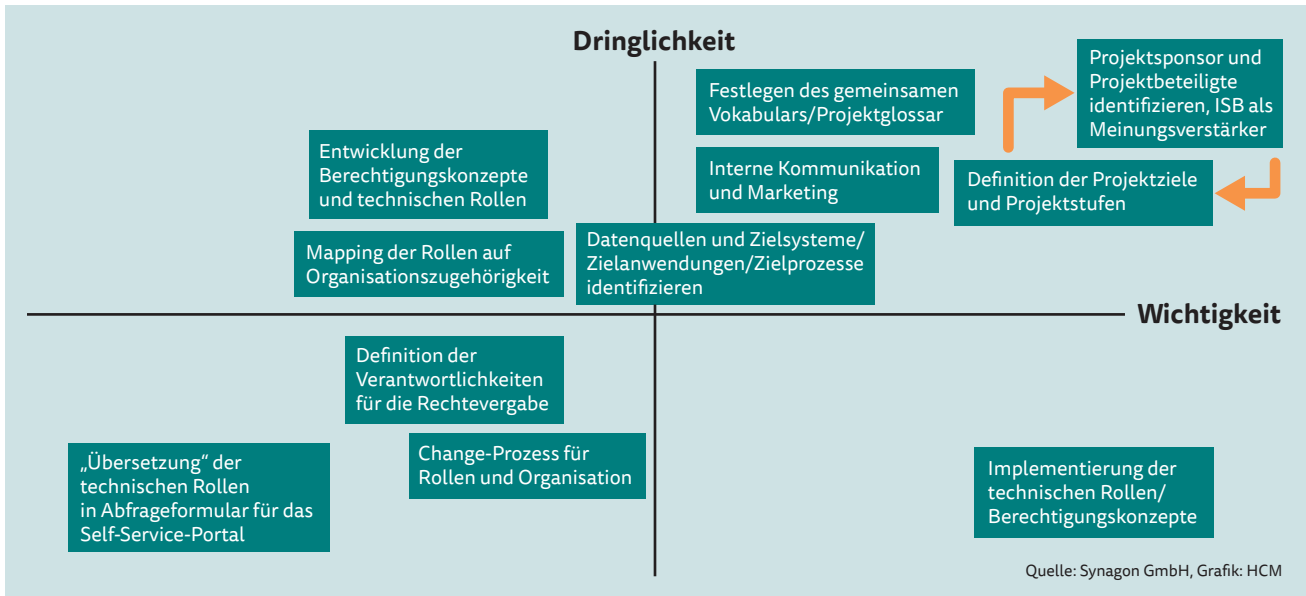 Dringlichkeit
Projektsponsor und
Projektbeteiligte
identifizieren, ISB als
Meinungsverstärker
Festlegen des gemeinsamen
Vokabulars/Projektglossar
Entwicklung der
Berechtigungskonzepte
und technischen Rollen
Interne Kommunikation
und Marketing
Definition der Projektziele
und Projektstufen
Mapping der Rollen auf
Organisationszugehörigkeit
Datenquellen und Zielsysteme/
Zielanwendungen/Zielprozesse
identifizieren
Wichtigkeit
Definition der
Verantwortlichkeiten
für die Rechtevergabe
Change-Prozess für
Rollen und Organisation
„Übersetzung“ der
technischen Rollen
in Abfrageformular für das
Self-Service-Portal
Implementierung der
technischen Rollen/
Berechtigungskonzepte
Quelle: Synagon GmbH, Grafik: HCM